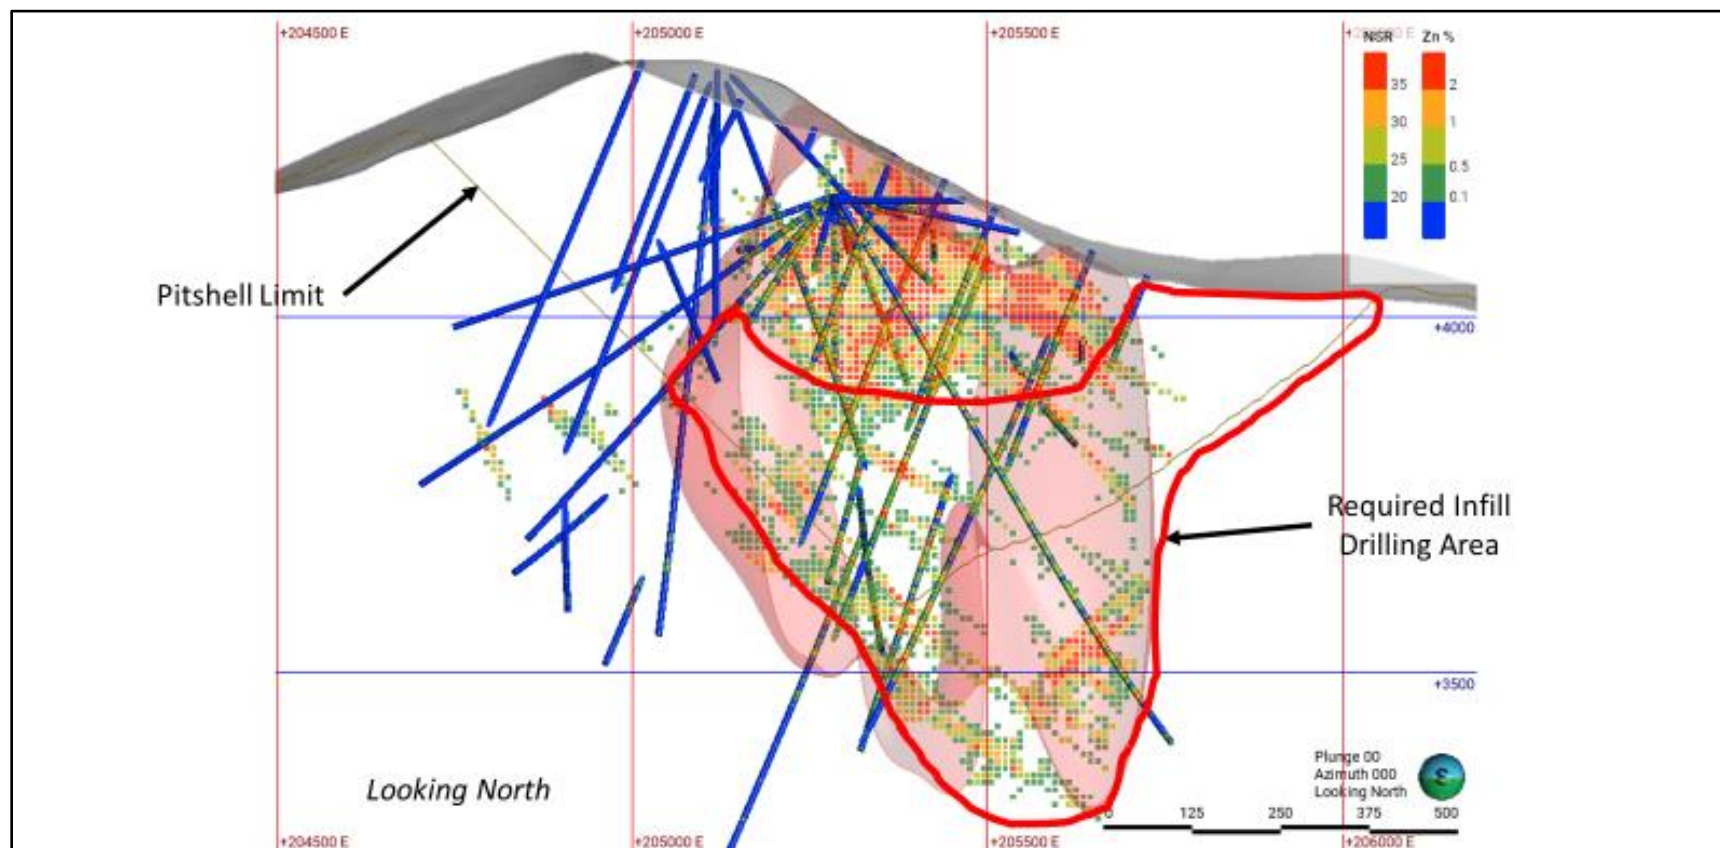 +204500 E
+205000 E
+205500 E
NSR
Zn %
35
2
30
1
25
0.5
20
0.1
Pitshell Limit
+4000
Required Infill
Drilling Area
+3500
Looking North
Plunge 00
Azimuth 000
Looking North
S
0
125
250
375
500
+204500 E
+205000 E
+205500 E
+206000 E